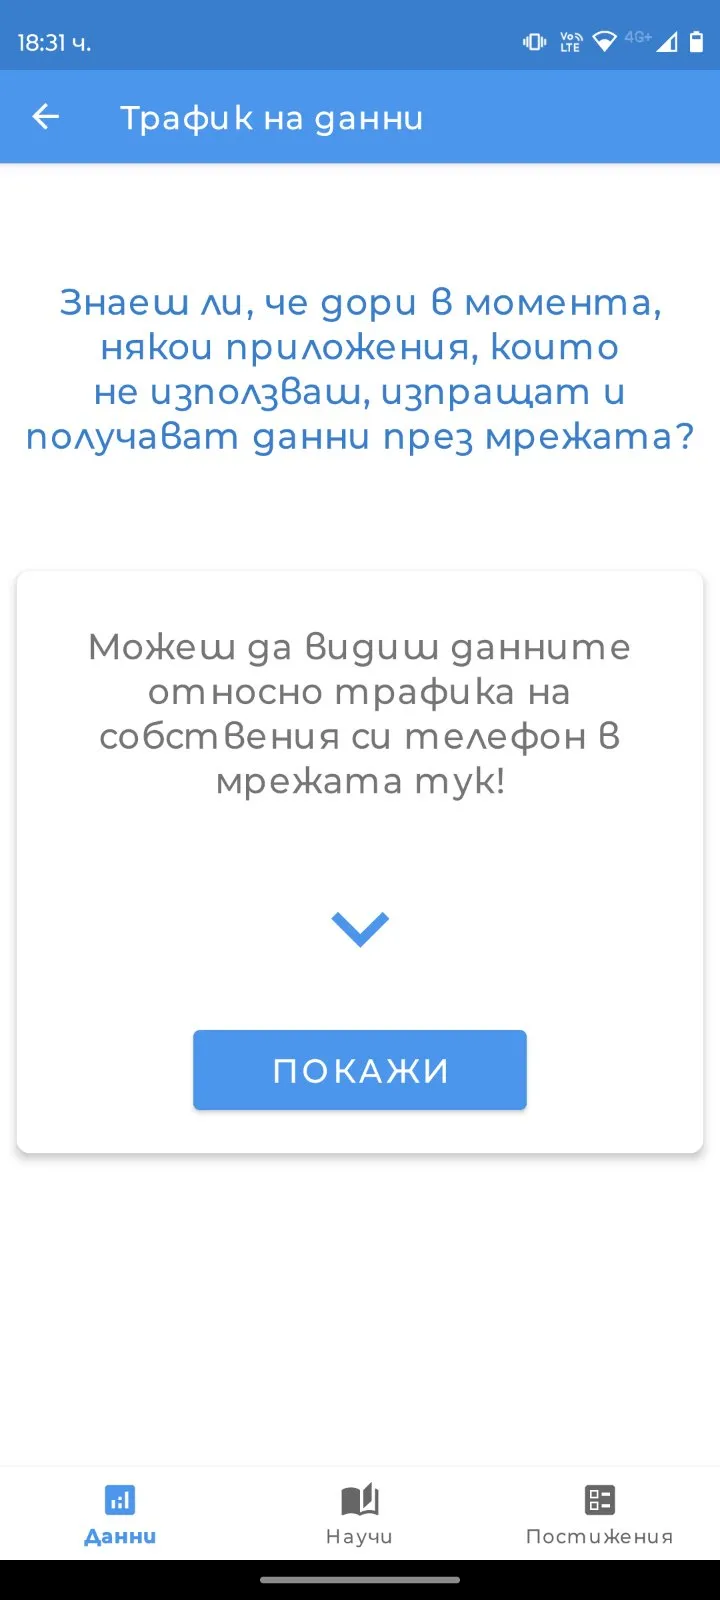 18:31 ч.
Vo LTE
4G+
Трафик на данни
Знаеш ли, че дори в момента,
някои приложения, които
не използваш, изпращат и
получават данни през мрежата?
Можеш да видиш данните
относно трафика на
собствения си телефон в
мрежата тук!
ПОКАЖИ
Данни
Научи
Постижения